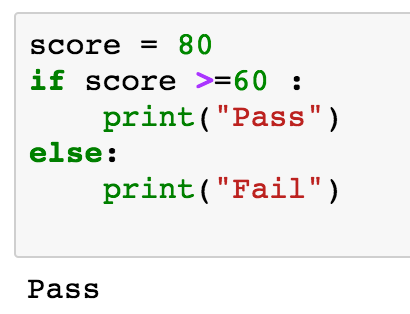 score = 80
if score >=60 :
    print("Pass")
else:
    print("Fail")
Pass